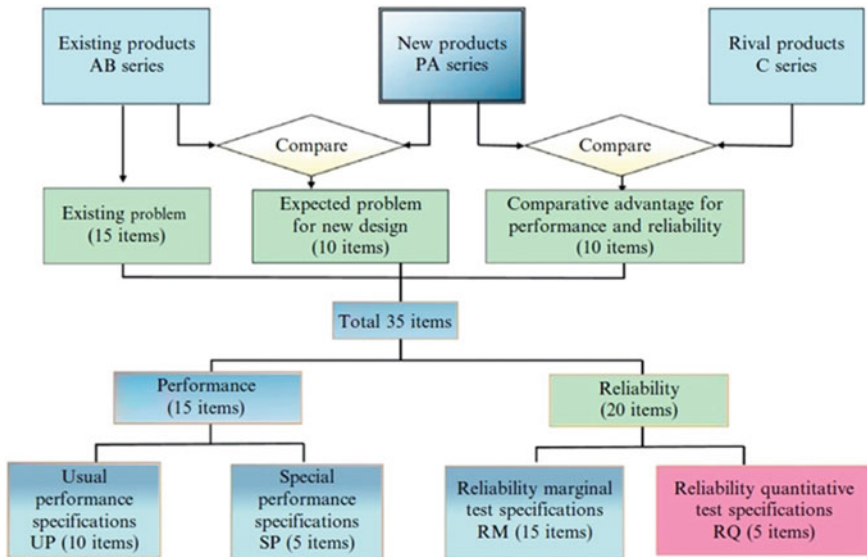 Existing products
AB series
New products
PA series
Rival products
C series
Compare
Compare
Existing problem
(15 items)
Expected problem
for new design
(10 items)
Comparative advantage for
performance and reliability
(10 items)
Total 35 items
Performance
(15 items)
Reliability
(20 items)
Usual
performance
specifications
UP (10 items)
Special
performance
specifications
SP (5 items)
Reliability marginal
test specifications
RM (15 items)
Reliability quantitative
test specifications
RQ (5 items)